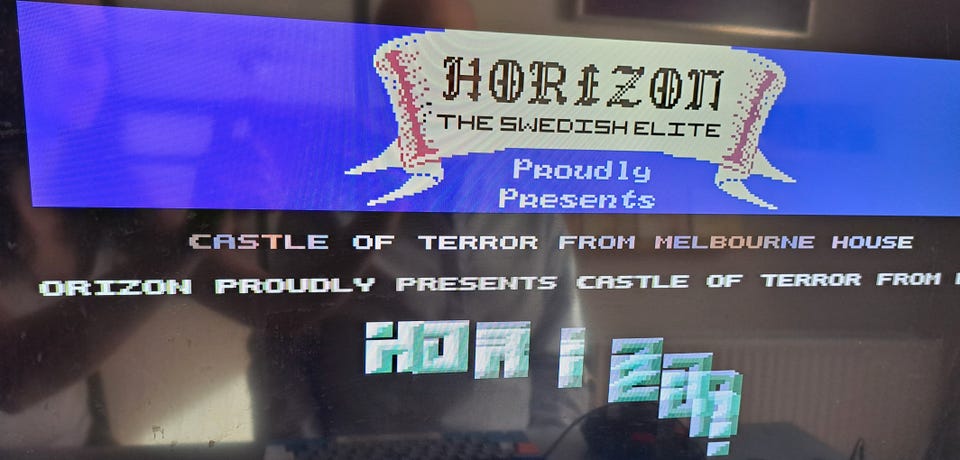 HORIZON
THE SWEDISH ELITE
Proudly
Presents
CASTLE OF TERROR FROM MELBOURNE HOUSE
ORIZON PROUDLY PRESENTS CASTLE OF TERROR FROM
HORIZON!